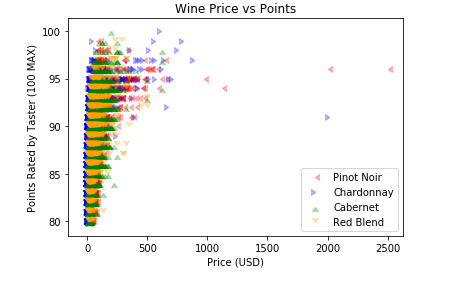 Wine Price vs Points
Points Rated by Taster (100 MAX)
100
95
90
85
80
Pinot Noir
Chardonnay
Cabernet
Red Blend
0
500
1000
1500
2000
2500
Price (USD)